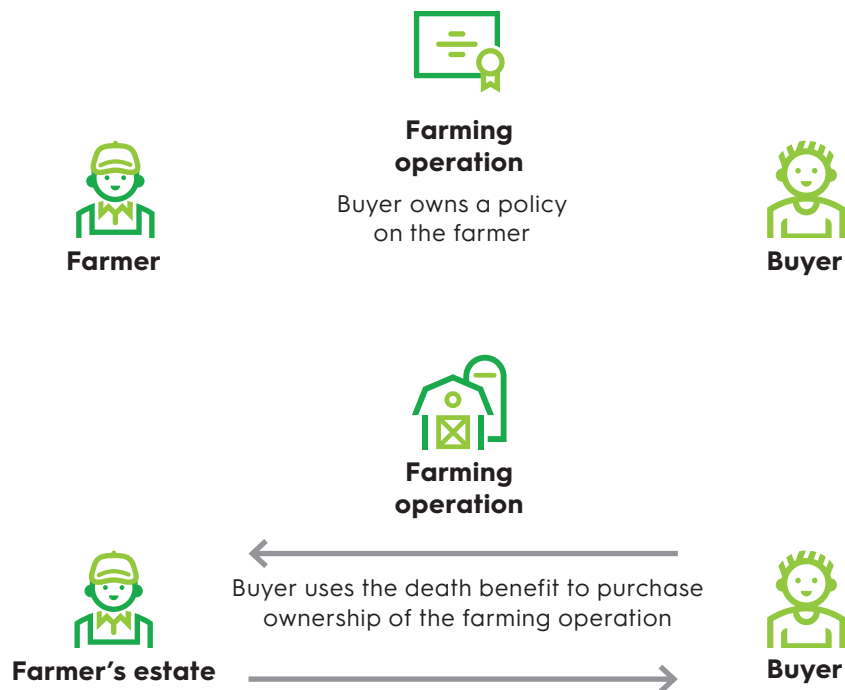 Farming
operation
Buyer owns a policy
on the farmer
Farmer
Buyer
Farming
operation
Buyer uses the death benefit to purchase
ownership of the farming operation
Farmer’s estate
Buyer